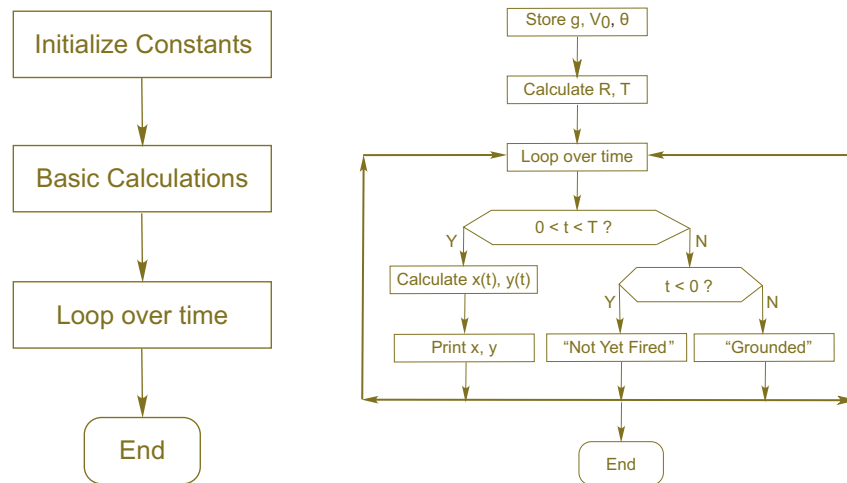 Initialize Constants
Basic Calculations
Loop over time
End
Store g, V0, θ
Calculate R, T
Loop over time
0 < t < T ?
Y
N
Calculate x(t), y(t)
t < 0 ?
Y
N
Print x, y
“Not Yet Fired”
“Grounded”
End